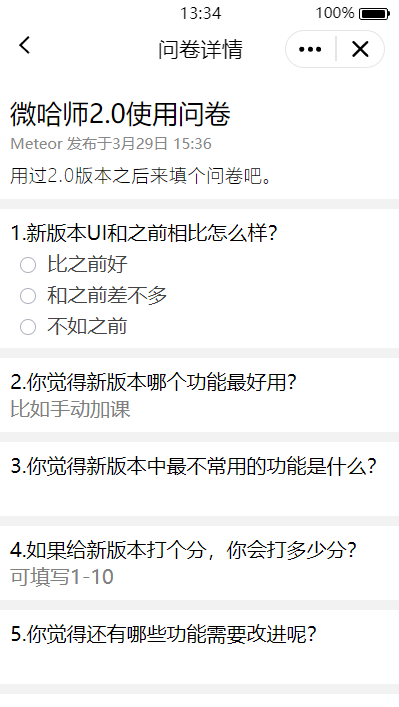 13:34
100%
问卷详情
微哈师2.0使用问卷
Meteor 发布于3月29日 15:36
用过2.0版本之后来填个问卷吧。
1.新版本UI和之前相比怎么样?
比之前好
和之前差不多
不如之前
2.你觉得新版本哪个功能最好用?
比如手动加课
3.你觉得新版本中最不常用的功能是什么?
4.如果给新版本打个分，你会打多少分?
可填写1-10
5.你觉得还有哪些功能需要改进呢?